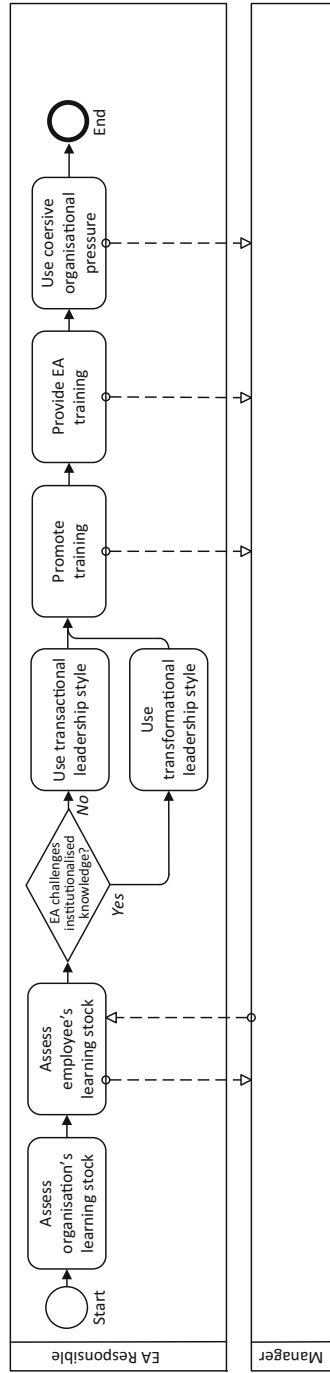 EA Responsible
Start
Assess
organisation's
learning stock
Assess
employee's
learning stock
EA challenges
institutionalised
knowledge?
No
Yes
Use transactional
leadership style
Use
transformational
leadership style
Promote
training
Provide EA
training
Use coersive
organisational
pressure
End
Manager